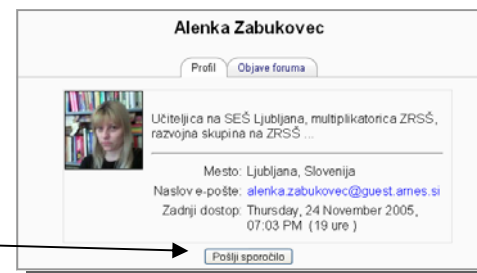 Alenka Zabukovec
Profil Objave foruma
Učiteljica na SEŠ Ljubljana, multiplikatorica ZRSŠ,
razvojna skupina na ZRSŠ ...
Mesto: Ljubljana, Slovenija
Naslov e-pošte: alenka.zabukovec@guest.arnes.si
Zadnji dostop: Thursday, 24 November 2005,
07:03 PM (19 ure )
Pošlji sporočilo